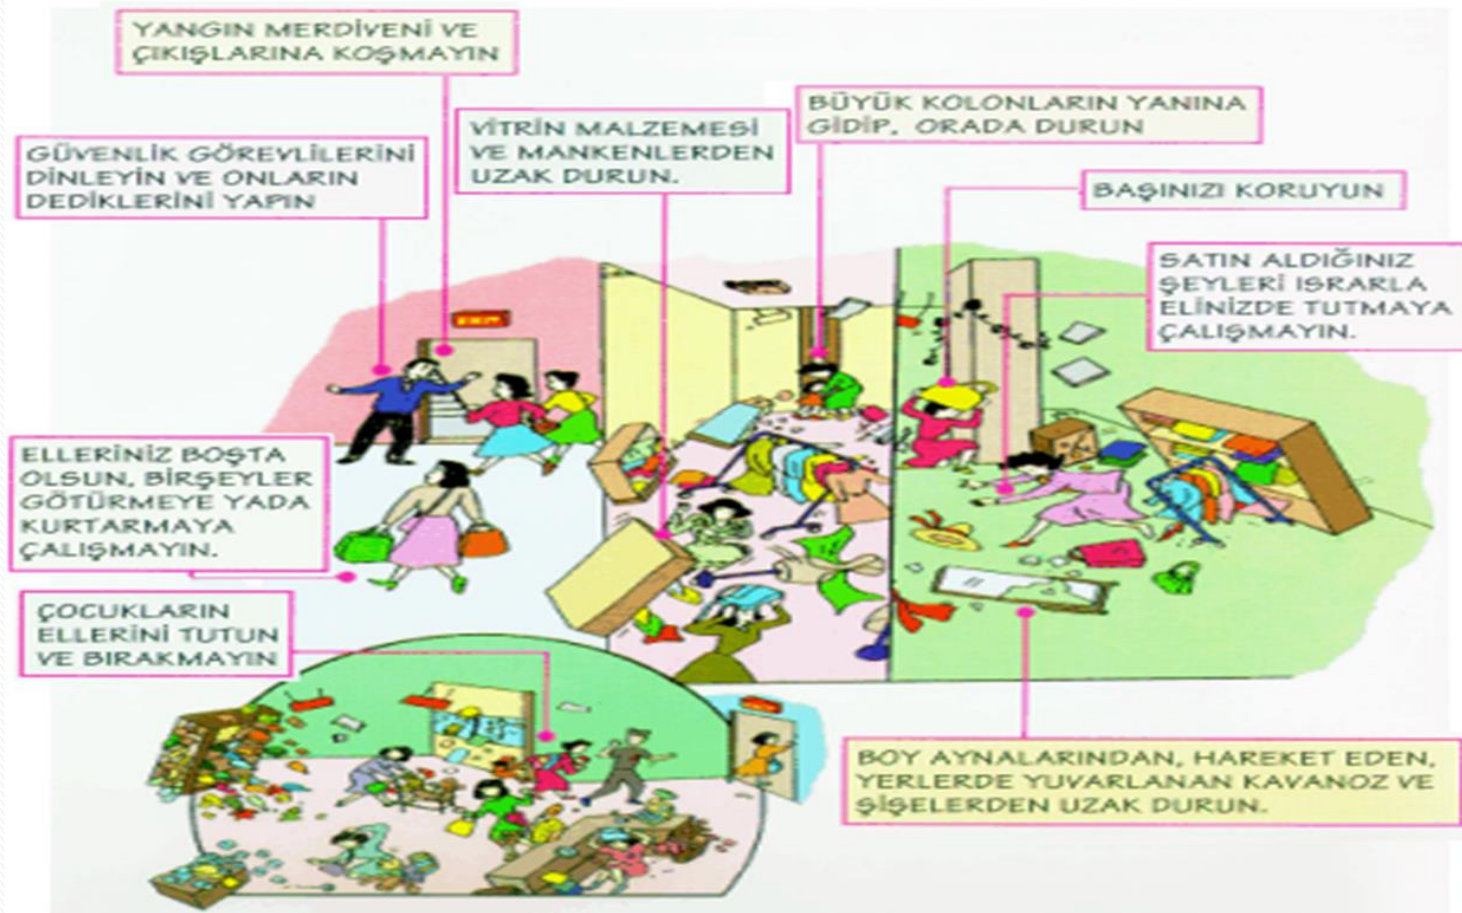 YANGIN MERDİVENİ VE
ÇIKIŞLARINA KOŞMAYIN
BÜYÜK KOLONLARIN YANINA
GİDİP, ORADA DURUN
VİTRİN MALZEMESİ
VE MANKENLERDEN
UZAK DURUN.
GÜVENLİK GÖREVLİLERİNİ
DİNLEYİN VE ONLARIN
DEDİKLERİNİ YAPIN
BAŞINIZI KORUYUN
SATIN ALDIĞINIZ
ŞEYLERİ ISRARLA
ELİNİZDE TUTMAYA
ÇALIŞMAYIN.
ELLERİNİZ BOŞTA
OLSUN, BİRŞEYLER
GÖTÜRMEYE YADA
KURTARMAYA
ÇALIŞMAYIN.
ÇOCUKLARIN
ELLERİNİ TUTUN
VE BIRAKMAYIN
BOY AYNALARINDAN, HAREKET EDEN,
YERLERDE YUVARLANAN KAVANOZ VE
ŞİŞELERDEN UZAK DURUN.